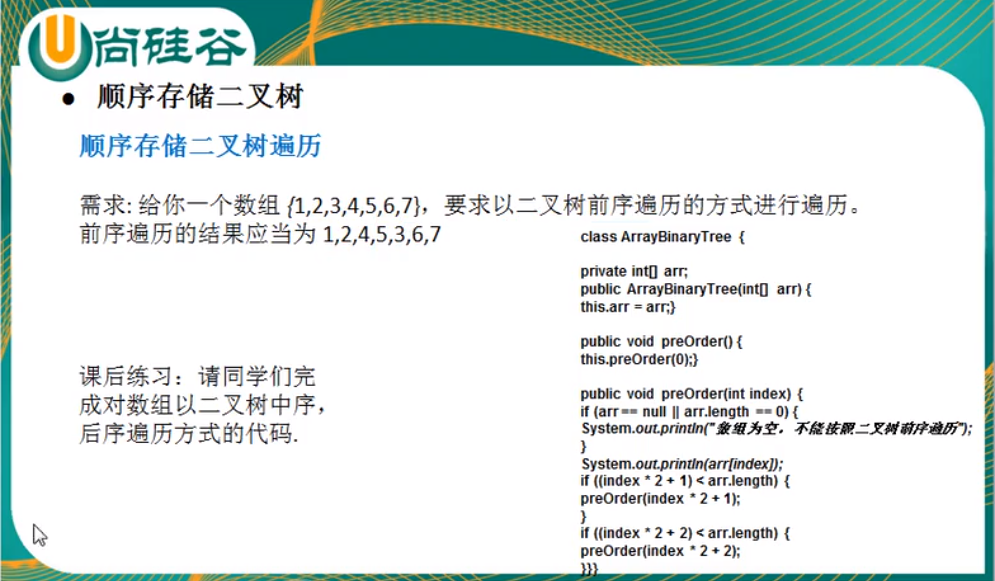 尚硅谷
● 顺序存储二叉树
顺序存储二叉树遍历
需求: 给你一个数组 {1,2,3,4,5,6,7}，要求以二叉树前序遍历的方式进行遍历。
前序遍历的结果应当为 1,2,4,5,3,6,7
课后练习：请同学们完
成对数组以二叉树中序，
后序遍历方式的代码.
class ArrayBinaryTree {
private int[] arr;
public ArrayBinaryTree(int[] arr) {
this.arr = arr;}
public void preOrder() {
this.preOrder(0);}
public void preOrder(int index) {
if (arr == null || arr.length == 0) {
System.out.println("数组为空，不能按照二叉树前序遍历");
}
System.out.println(arr[index]);
if ((index * 2 + 1) < arr.length) {
preOrder(index * 2 + 1);
}
if ((index * 2 + 2) < arr.length) {
preOrder(index * 2 + 2);
}}}